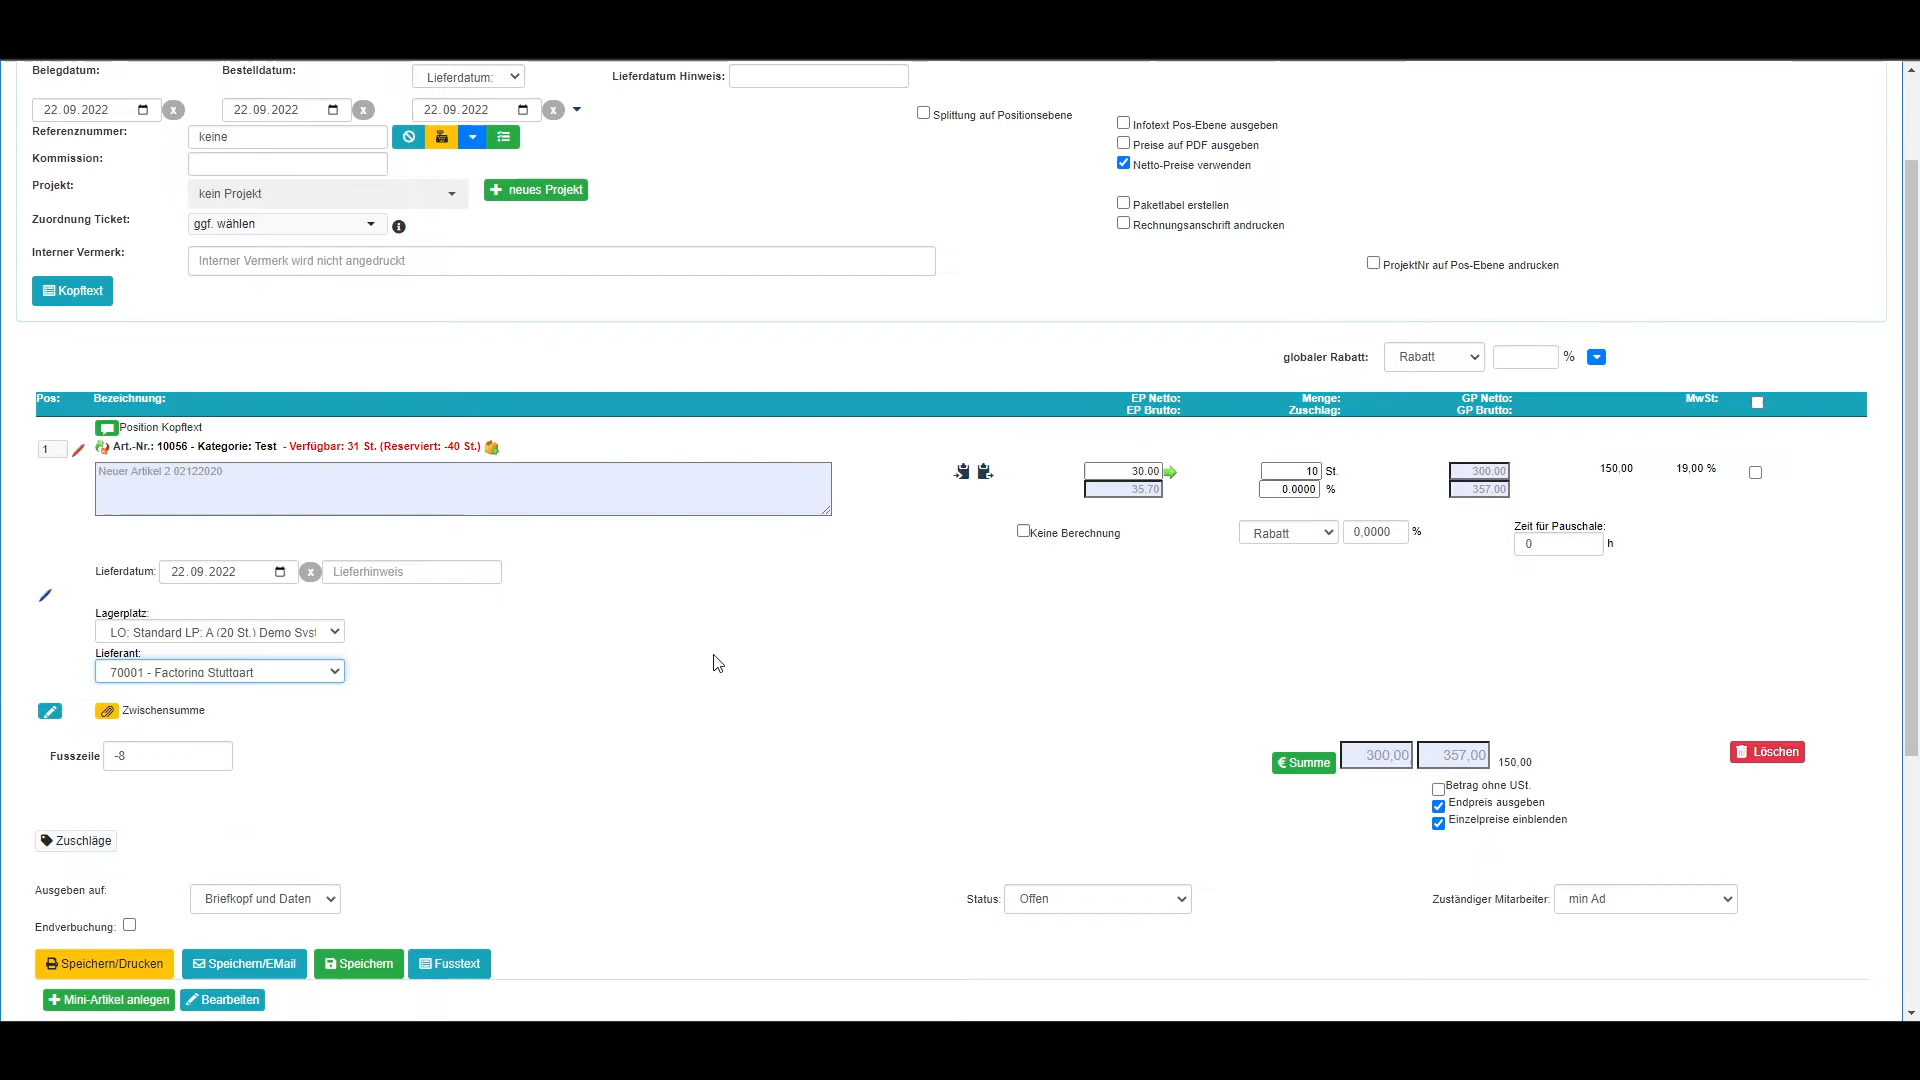 Belegdatum: Bestelldatum: Lieferdatum: Lieferdatum Hinweis:
22.09.2022 x 22.09.2022 x 22.09.2022 x
Splittung auf Positionsebene
Infotext Pos-Ebene ausgeben
Preise auf PDF ausgeben
Netto-Preise verwenden
Paketlabel erstellen
Rechnungsanschrift andrucken
ProjektNr auf Pos-Ebene andrucken
Referenznummer: keine
Kommission:
Projekt: kein Projekt neues Projekt
Zuordnung Ticket: ggf. wählen
Interner Vermerk: Interner Vermerk wird nicht angedruckt
Kopftext
globaler Rabatt: Rabatt %
Pos: Bezeichnung: EP Netto: Menge: GP Netto: MwSt:
EP Brutto: Zuschlag: GP Brutto:
Position Kopftext
1 Art.-Nr.: 10056 - Kategorie: Test - Verfügbar: 31 St. (Reserviert: -40 St.)
Neuer Artikel 2 02122020 30.00 10 St. 300.00 150,00 19,00 %
35.70 0.0000 % 357.00
Keine Berechnung Rabatt 0,0000 % Zeit für Pauschale:
0 h
Lieferdatum: 22.09.2022 x Lieferhinweis
Lagerplatz:
LO: Standard LP: A (20 St.) Demo Syst
Lieferant:
70001 - Factoring Stuttgart
Zwischensumme
Fusszeile -8 € Summe 300,00 357,00 150,00 Löschen
Betrag ohne USt.
Endpreis ausgeben
Einzelpreise einblenden
Zuschläge
Ausgeben auf: Briefkopf und Daten Status: Offen Zuständiger Mitarbeiter: min Ad
Endverbuchung:
Speichern/Drucken Speichern/EMail Speichern Fusstext
Mini-Artikel anlegen Bearbeiten